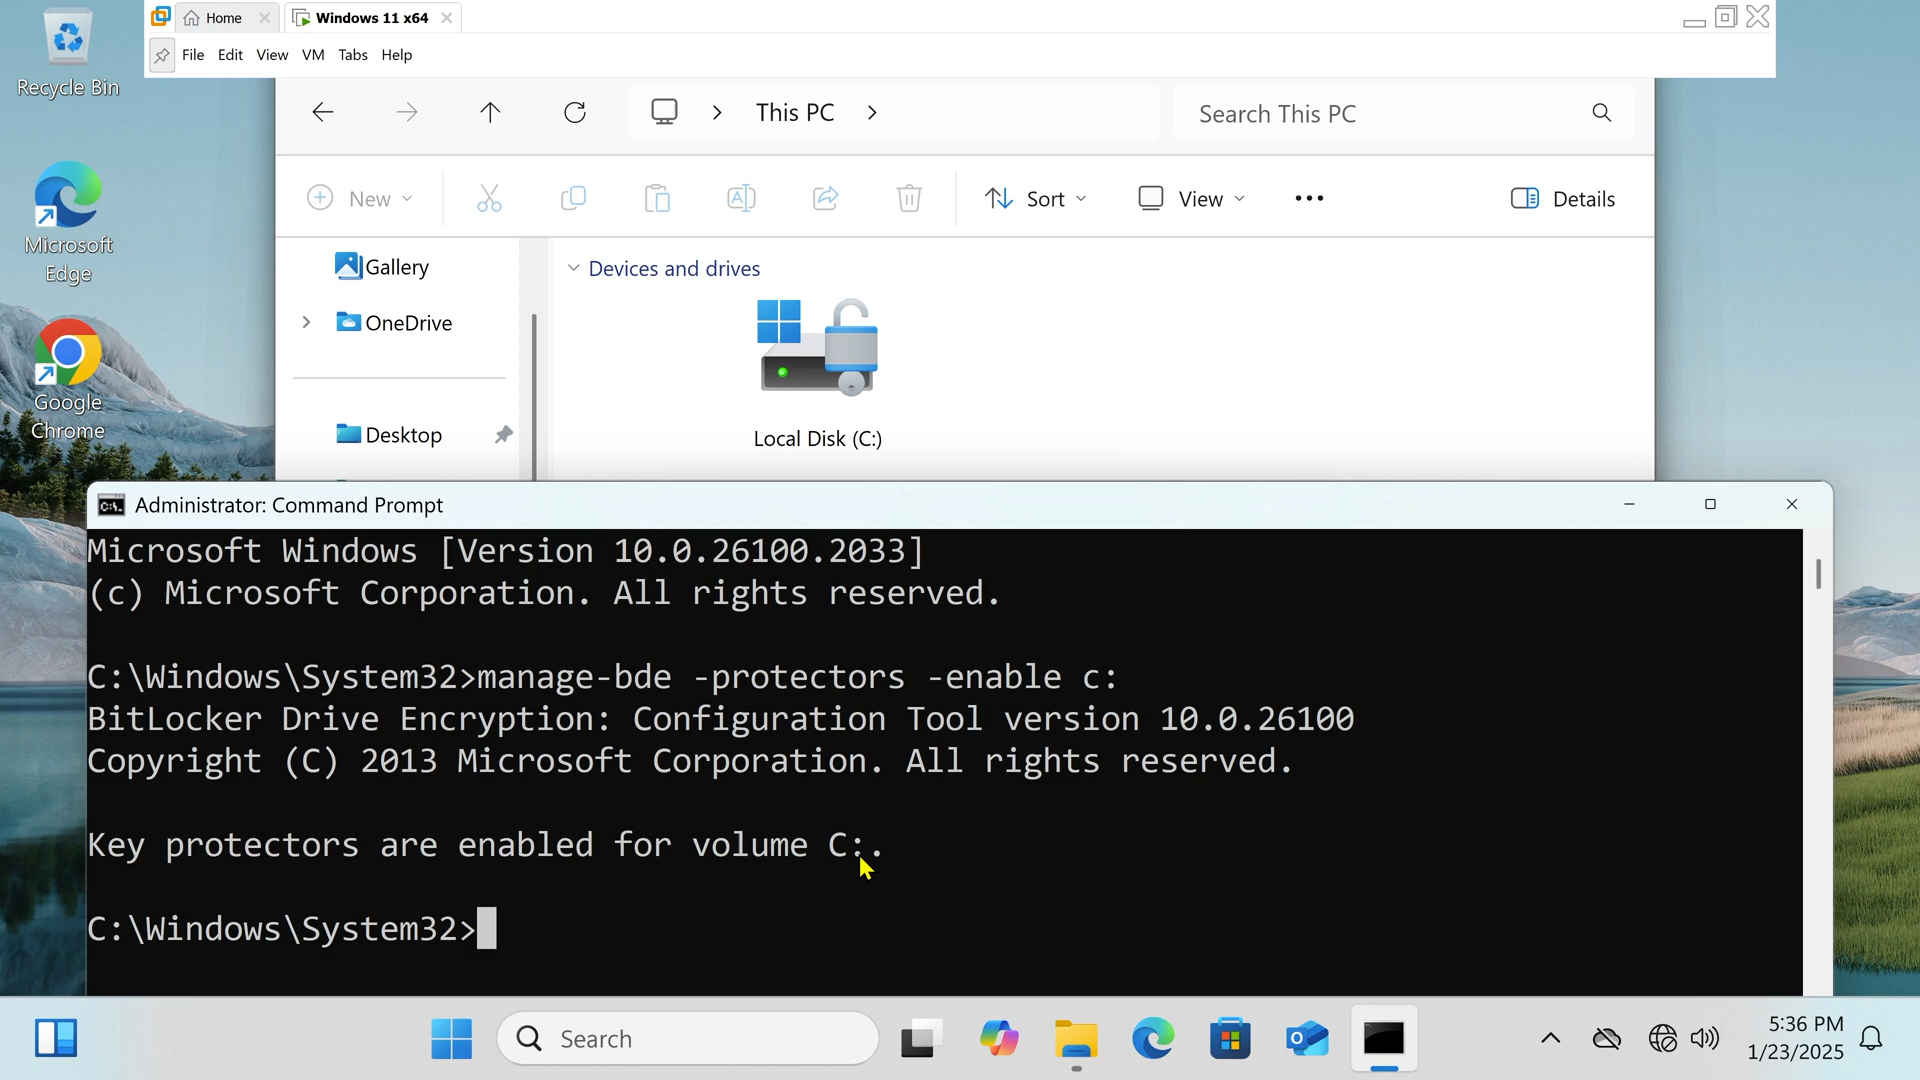 Home
Windows 11 x64
File Edit View VM Tabs Help
Recycle Bin
Microsoft
Edge
Google
Chrome
This PC
Search This PC
New
Sort
View
Details
Gallery
OneDrive
Desktop
Devices and drives
Local Disk (C:)
Administrator: Command Prompt
Microsoft Windows [Version 10.0.26100.2033]
(c) Microsoft Corporation. All rights reserved.
C:\Windows\System32>manage-bde -protectors -enable c:
BitLocker Drive Encryption: Configuration Tool version 10.0.26100
Copyright (C) 2013 Microsoft Corporation. All rights reserved.
Key protectors are enabled for volume C:.
C:\Windows\System32>
Search
5:36 PM
1/23/2025